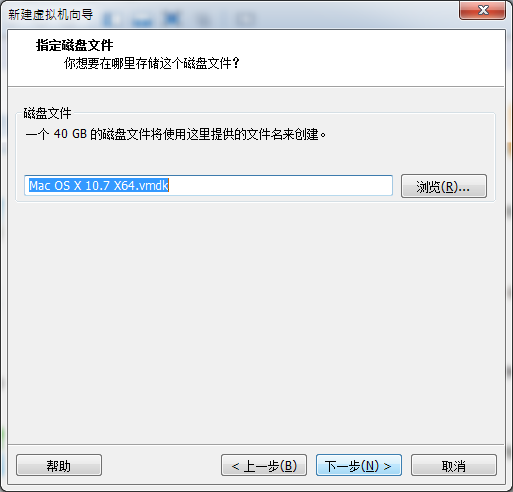 新建虚拟机向导
指定磁盘文件
你想要在哪里存储这个磁盘文件？
磁盘文件
一个 40 GB 的磁盘文件将使用这里提供的文件名来创建。
Mac OS X 10.7 X64.vmdk
浏览(R)...
帮助
< 上一步(B)
下一步(N) >
取消